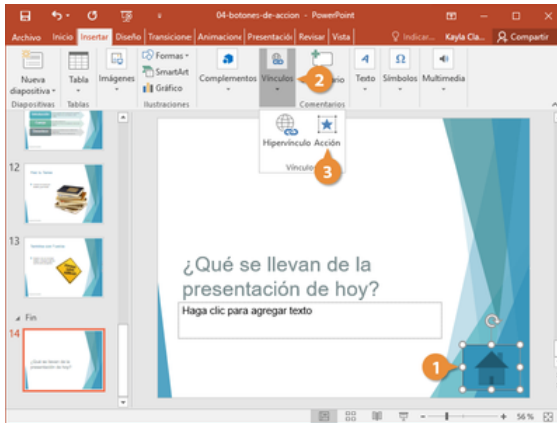 04-botones-de-accion - PowerPoint
Archivo Inicio Insertar Diseño Transicione Animacione Presentación Revisar Vista Indicar... Kayla Cla... Compartir
Nueva diapositiva
Tabla
Imágenes
Formas
SmartArt
Gráfico
Complementos
Vínculos
2
Texto
Símbolos
Multimedia
Diapositivas Tablas Ilustraciones Comentarios
Hipervínculo Acción
3
12
13
Fin
14
¿Qué se llevan de la
presentación de hoy?
Haga clic para agregar texto
1
56 %